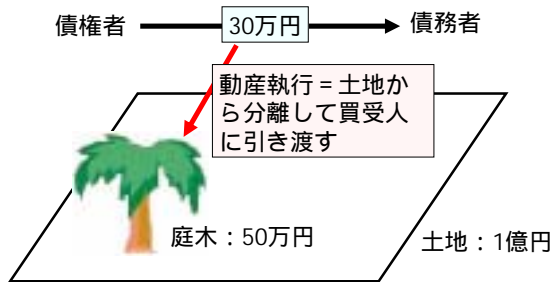 債権者
30万円
債務者
動産執行 = 土地か
ら分離して買受人
に引き渡す
庭木：50万円
土地：1億円